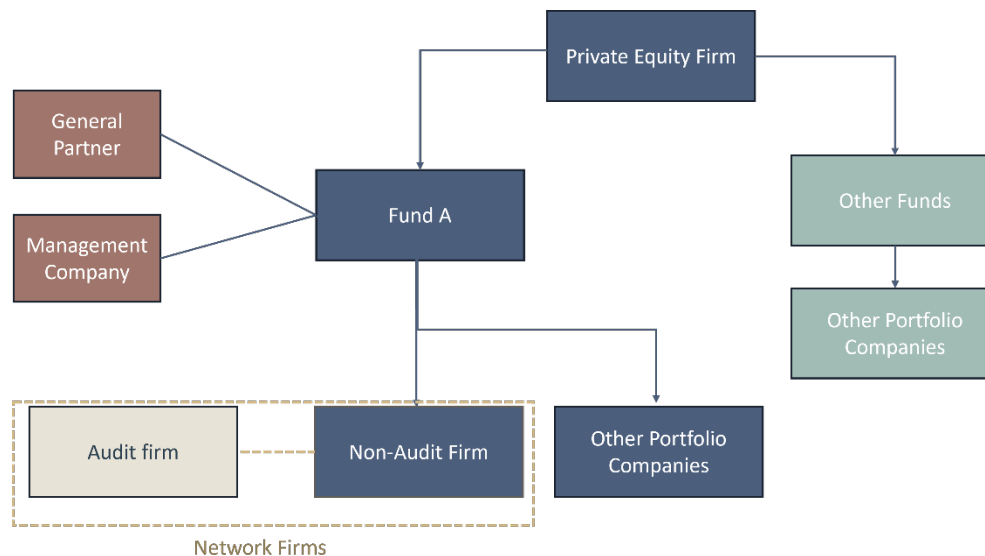 Private Equity Firm
General
Partner
Fund A
Other Funds
Management
Company
Other Portfolio
Companies
Audit firm
Non-Audit Firm
Other Portfolio
Companies
Network Firms